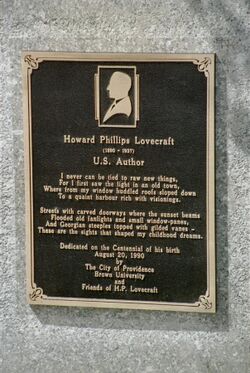 Howard Phillips Lovecraft
(1890 - 1937)
U.S. Author
I never can be tied to raw new things,
For I first saw the light in an old town,
Where from my window huddled roofs sloped down
To a quaint harbour rich with visionings.
Streets with carved doorways where the sunset beams
Flooded old fanlights and small window-panes,
And Georgian steeples topped with gilded vanes -
These are the sights that shaped my childhood dreams.
Dedicated on the Centennial of his birth
August 20, 1990
by
The City of Providence
Brown University
and
Friends of H.P. Lovecraft